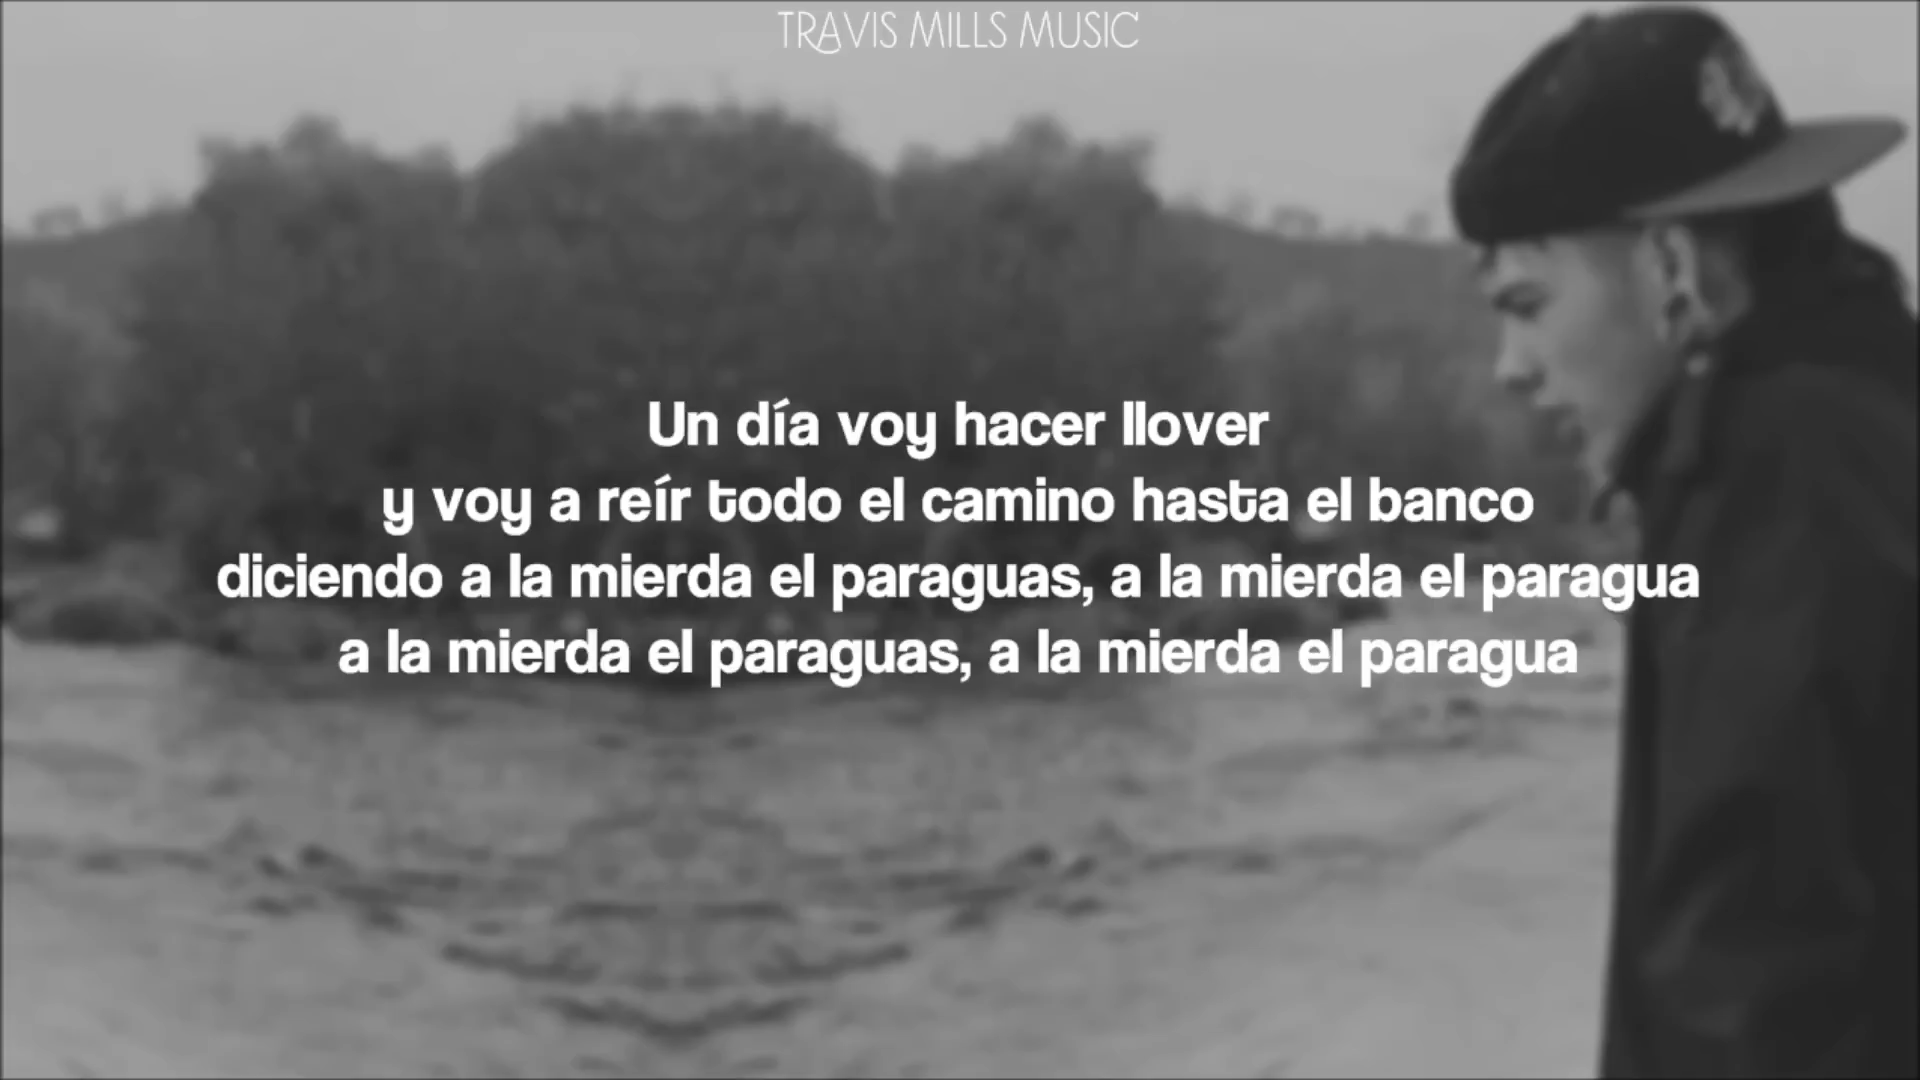 TRAVIS MILLS MUSIC
Un día voy hacer llover
y voy a reír todo el camino hasta el banco
diciendo a la mierda el paraguas, a la mierda el paragua
a la mierda el paraguas, a la mierda el paragua